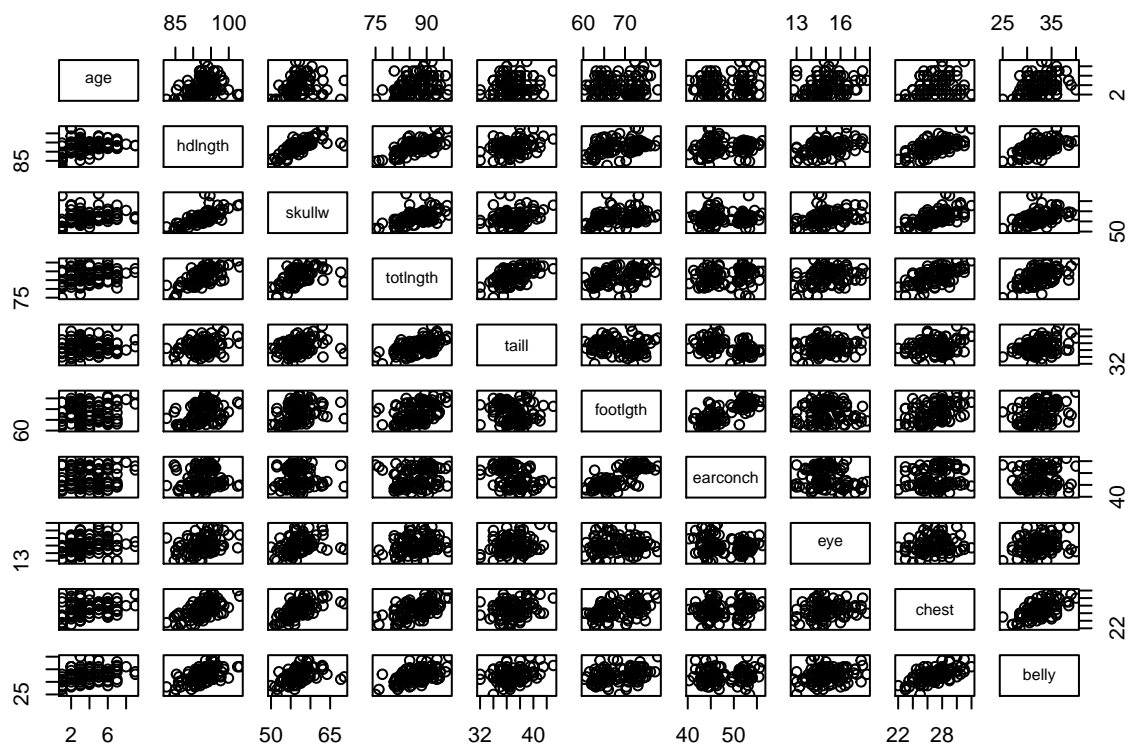 85 100
75 90
60 70
13 16
25 35
age
2
85
hdlngth
skullw
50
75
totlngth
taill
32
60
footlgth
earconch
40
13
eye
chest
22
25
belly
2 6
50 65
32 40
40 50
22 28